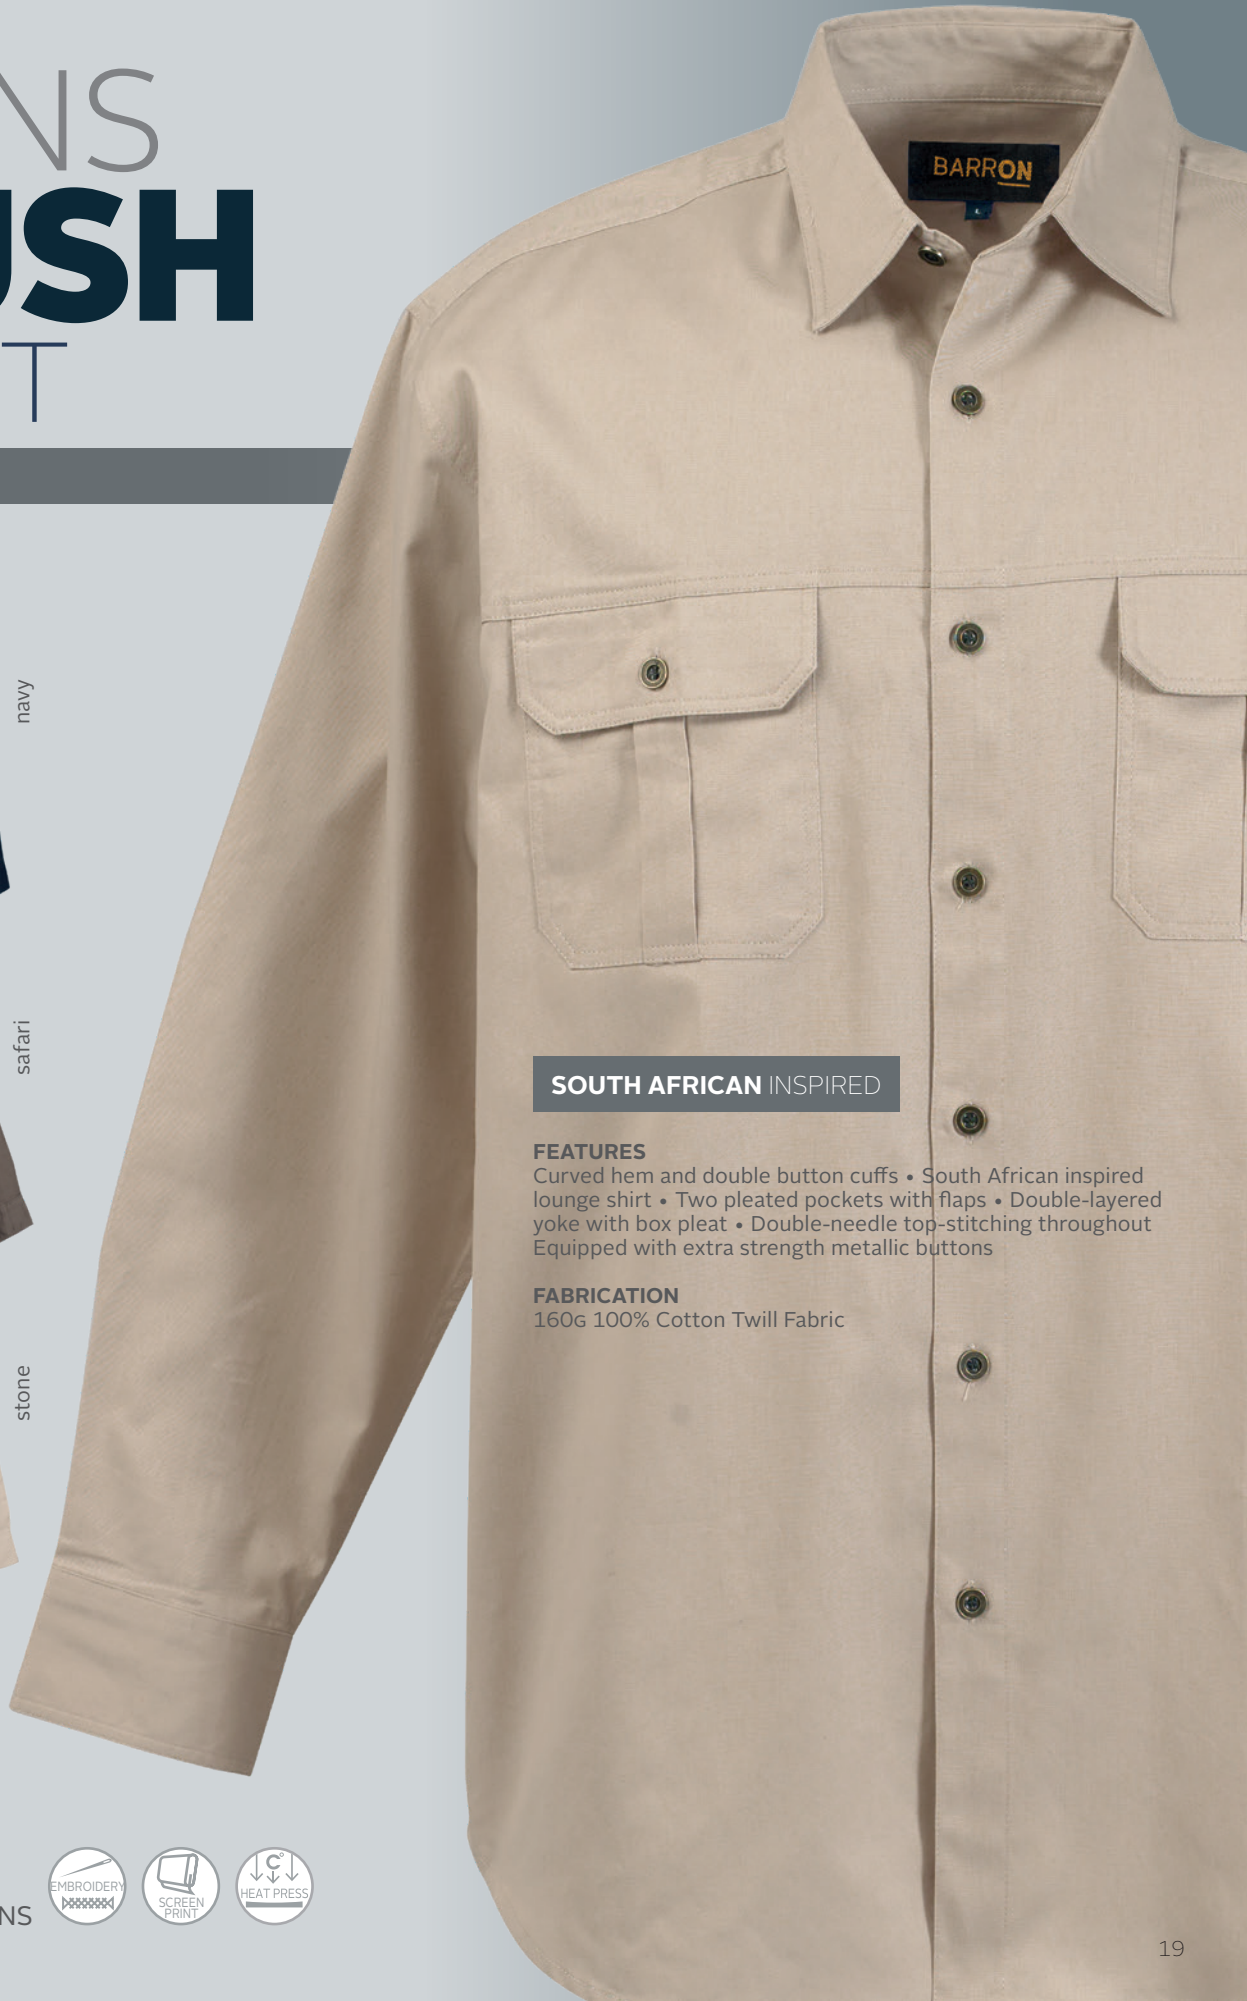 NS
USH
T
BARRON
L
navy
safari
stone
SOUTH AFRICAN INSPIRED
FEATURES
Curved hem and double button cuffs • South African inspired
lounge shirt • Two pleated pockets with flaps • Double-layered
yoke with box pleat • Double-needle top-stitching throughout
Equipped with extra strength metallic buttons
FABRICATION
160G 100% Cotton Twill Fabric
NS
EMBROIDERY
SCREEN
PRINT
C°
HEAT PRESS
19